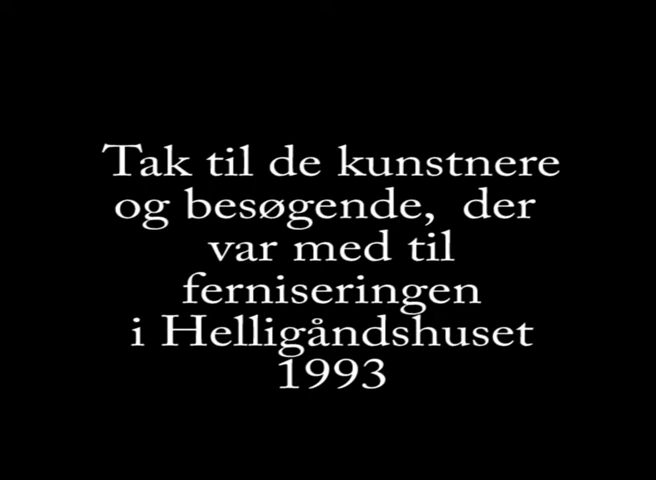 Tak til de kunstnere
og besøgende,  der
var med til
ferniseringen
i Helligåndshuset
1993